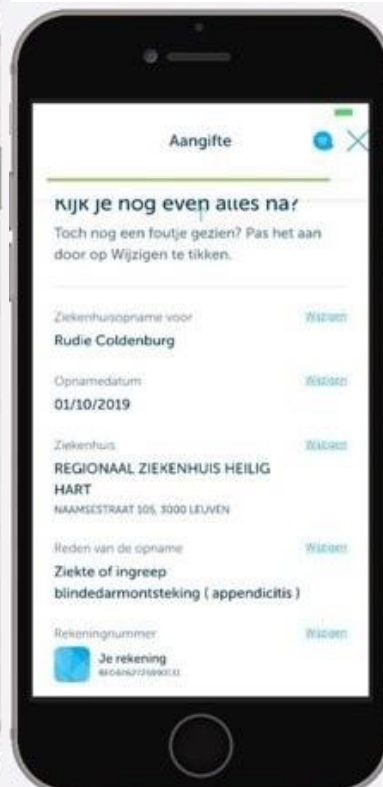 Aangifte
Kijk je nog even alles na?
Toch nog een foutje gezien? Pas het aan
door op Wijzigen te tikken.
Ziekenhuisopname voor
Wijzigen
Rudie Coldenburg
Opnamedatum
Wijzigen
01/10/2019
Ziekenhuis
Wijzigen
REGIONAAL ZIEKENHUIS HEILIG
HART
NAAMSESTRAAT 105, 3000 LEUVEN
Reden van de opname
Wijzigen
Ziekte of ingreep
blindedarmontsteking ( appendicitis )
Rekeningnummer
Wijzigen
Je rekening